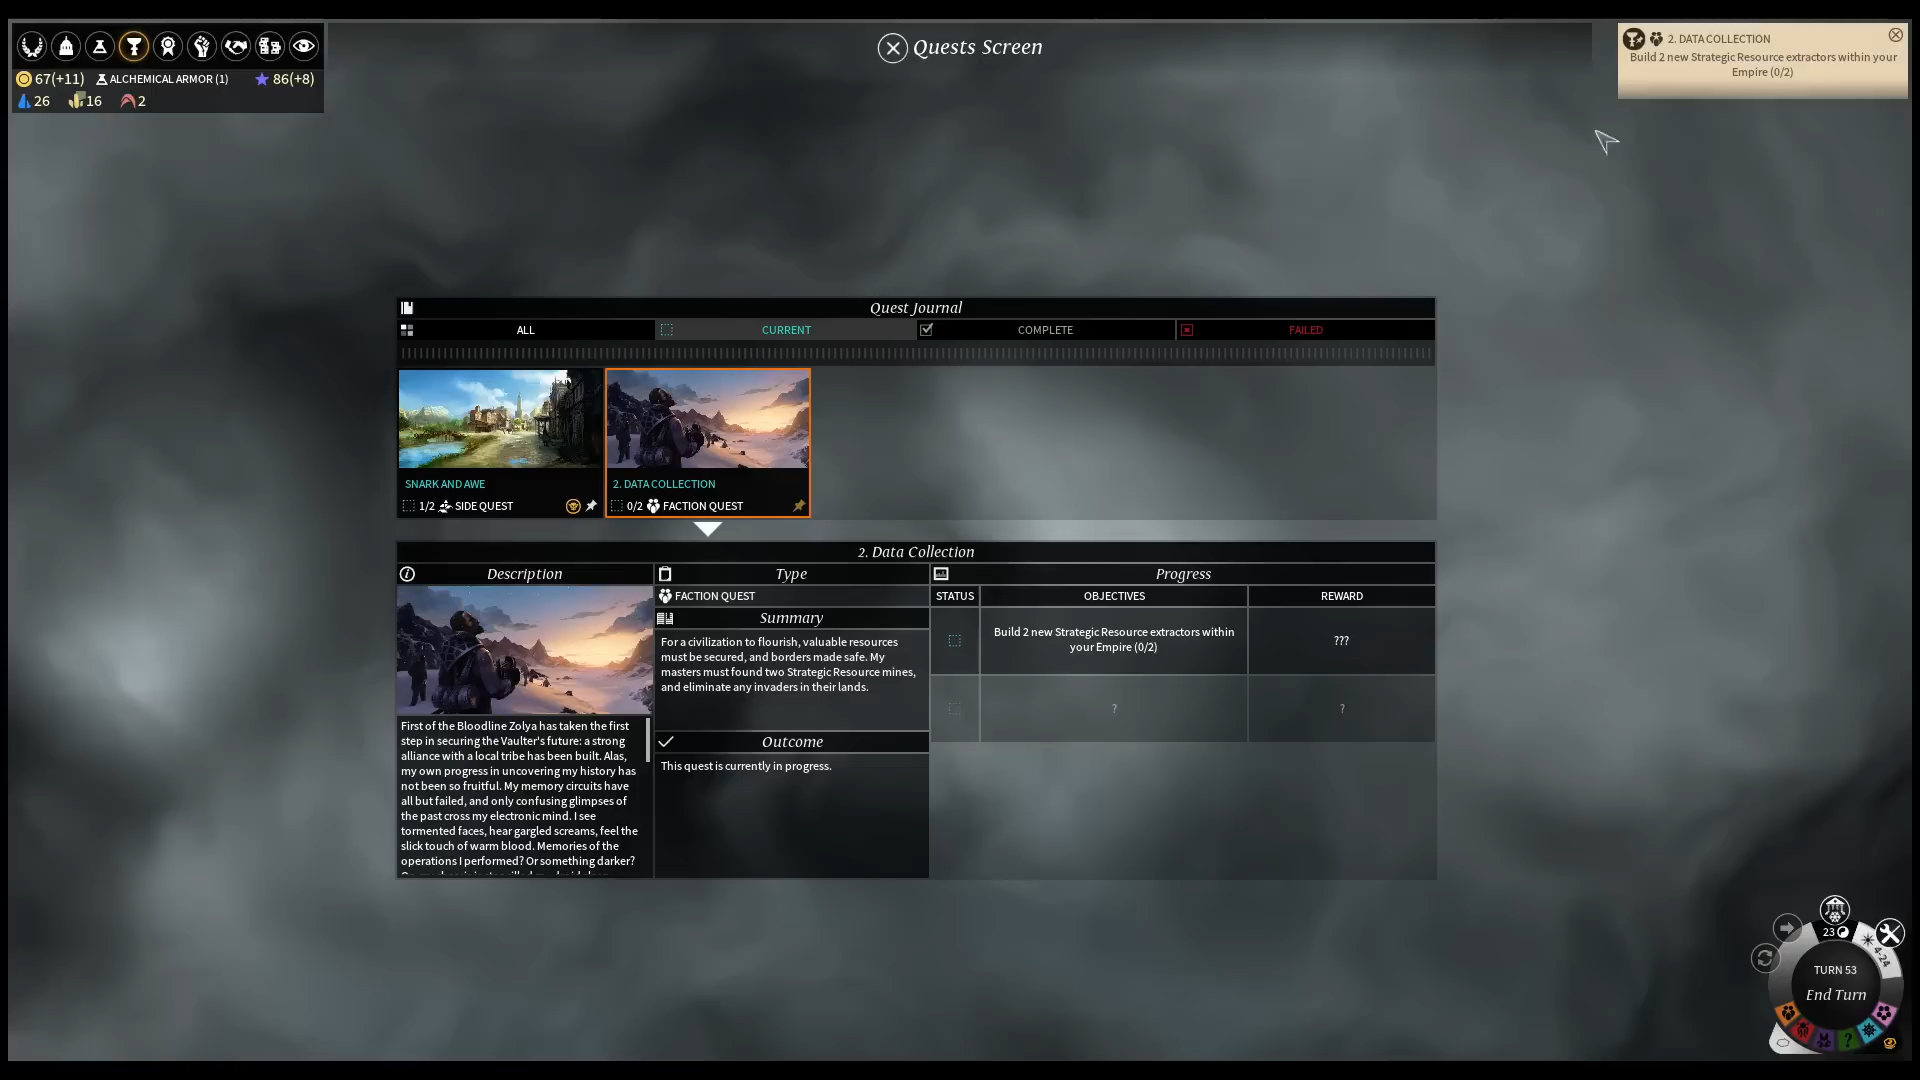 Quests Screen
67(+11) ALCHEMICAL ARMOR (1) 86(+8)
26 16 2
2. DATA COLLECTION
Build 2 new Strategic Resource extractors within your
Empire (0/2)
Quest Journal
ALL CURRENT COMPLETE FAILED
SNARK AND AWE
1/2 SIDE QUEST
2. DATA COLLECTION
0/2 FACTION QUEST
2. Data Collection
Description
First of the Bloodline Zolya has taken the first
step in securing the Vaulter's future: a strong
alliance with a local tribe has been built. Alas,
my own progress in uncovering my history has
not been so fruitful. My memory circuits have
all but failed, and only confusing glimpses of
the past cross my electronic mind. I see
tormented faces, hear gargled screams, feel the
slick touch of warm blood. Memories of the
operations I performed? Or something darker?
Type
FACTION QUEST
Summary
For a civilization to flourish, valuable resources
must be secured, and borders made safe. My
masters must found two Strategic Resource mines,
and eliminate any invaders in their lands.
Outcome
This quest is currently in progress.
Progress
STATUS OBJECTIVES REWARD
Build 2 new Strategic Resource extractors within
your Empire (0/2)
???
? ?
23
4-24
TURN 53
End Turn
?